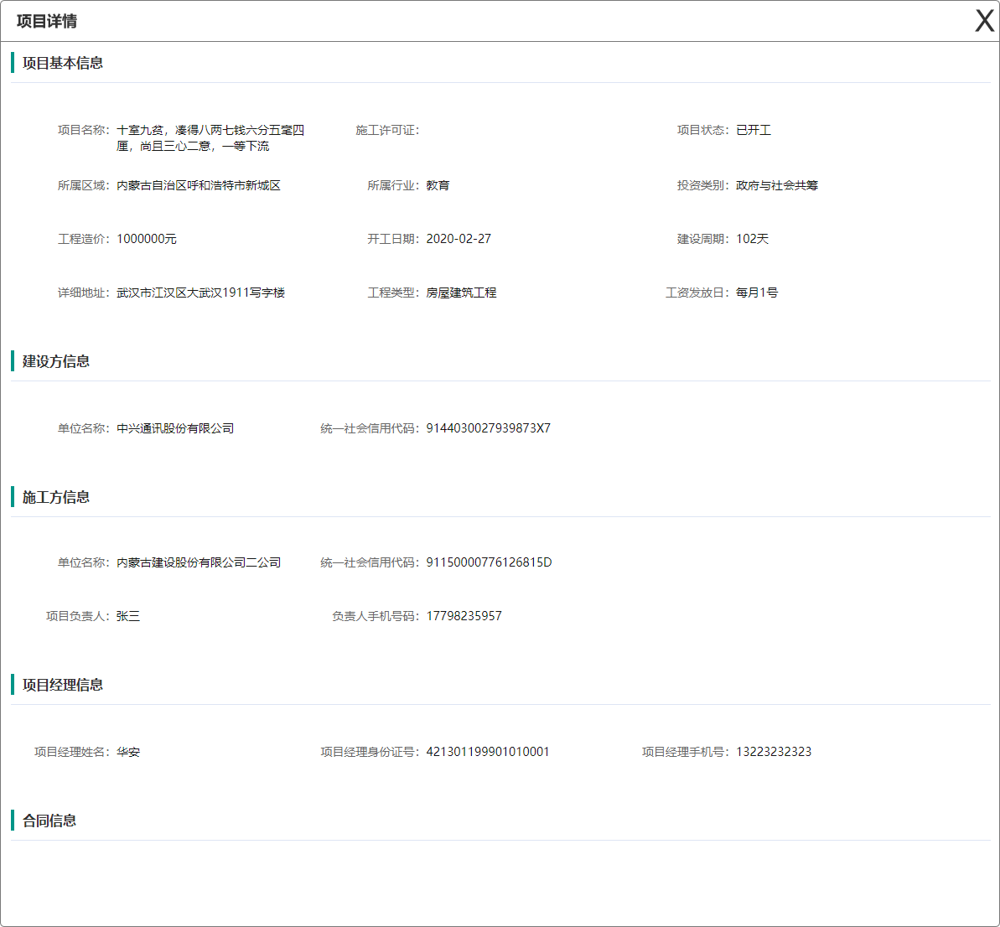 项目详情 X
项目基本信息
项目名称： 十室九贫，凑得八两七钱六分五毫四 施工许可证： 项目状态： 已开工
厘，尚且三心二意，一等下流
所属区域： 内蒙古自治区呼和浩特市新城区 所属行业： 教育 投资类别： 政府与社会共筹
工程造价： 1000000元 开工日期： 2020-02-27 建设周期： 102天
详细地址： 武汉市江汉区大武汉1911写字楼 工程类型： 房屋建筑工程 工资发放日： 每月1号
建设方信息
单位名称： 中兴通讯股份有限公司 统一社会信用代码： 9144030027939873X7
施工方信息
单位名称： 内蒙古建设股份有限公司二公司 统一社会信用代码： 91150000776126815D
项目负责人： 张三 负责人手机号码： 17798235957
项目经理信息
项目经理姓名： 华安 项目经理身份证号： 421301199901010001 项目经理手机号： 13223232323
合同信息